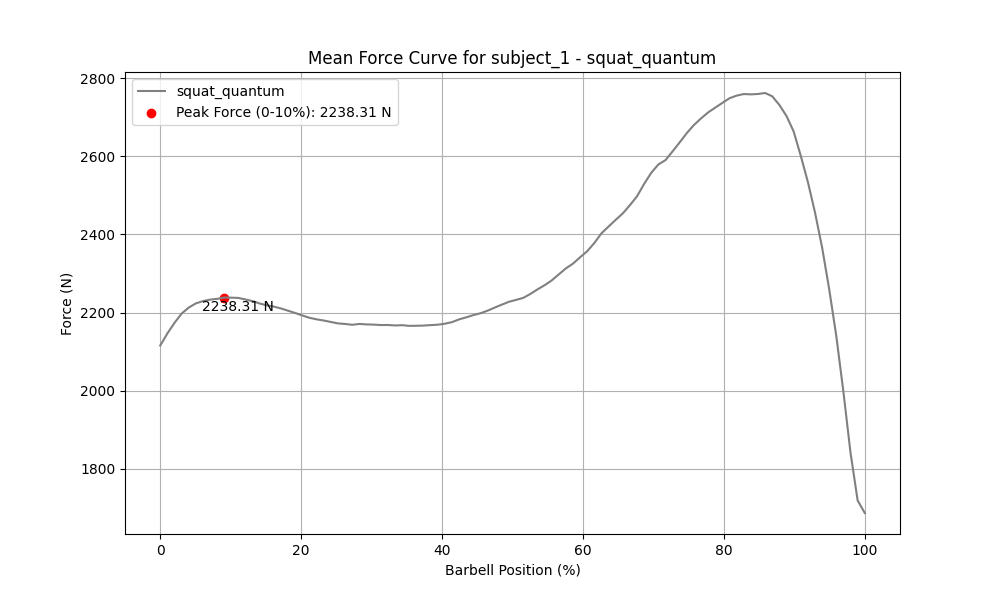 Mean Force Curve for subject_1 - squat_quantum
squat_quantum
Peak Force (0-10%): 2238.31 N
2238.31 N
Force (N)
2800
2600
2400
2200
2000
1800
0 20 40 60 80 100
Barbell Position (%)